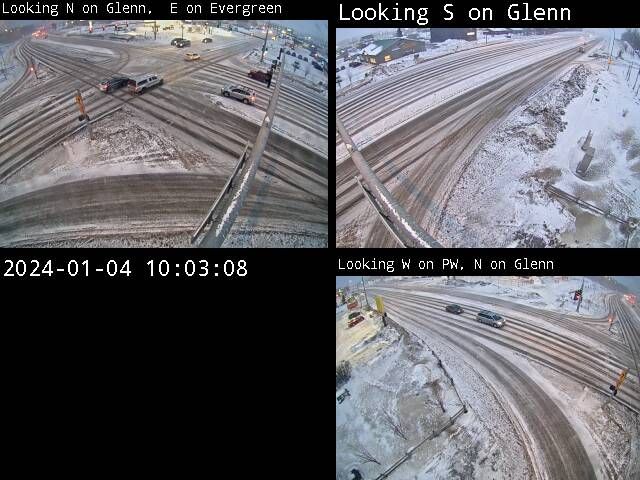 Looking N on Glenn,  E on Evergreen
Looking S on Glenn
2024-01-04 10:03:08
Looking W on PW, N on Glenn